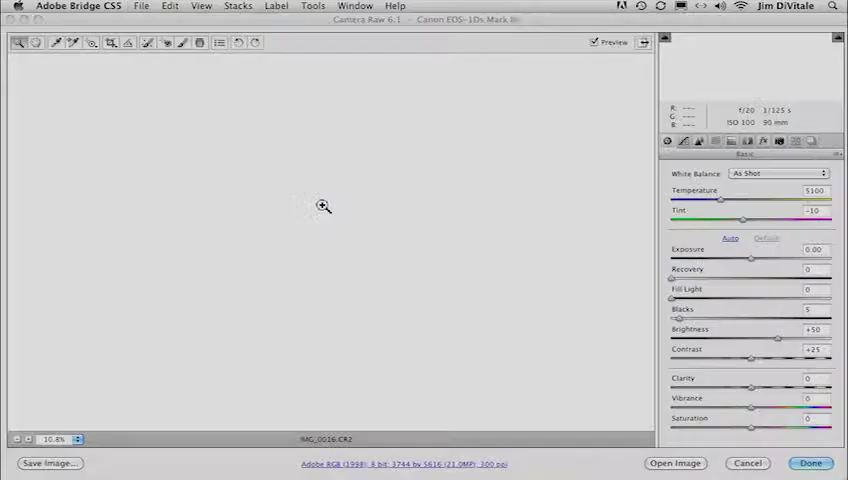 Adobe Bridge CS5 File Edit View Stacks Label Tools Window Help Jim DiVitale
Camera Raw 6.1 - Canon EOS-1Ds Mark
Preview
R: ---
G: ---
B: ---
f/20 1/125 s
ISO 100 90 mm
Basic
White Balance: As Shot
Temperature 5100
Tint -10
Auto Default
Exposure 0.00
Recovery 0
Fill Light 0
Blacks 5
Brightness +50
Contrast +25
Clarity 0
Vibrance 0
Saturation 0
10.8% IMG_0016.CR2
Save Image... Adobe RGB (1998); 8 bit; 3744 by 5616 (21.0MP); 300 ppi Open Image Cancel Done